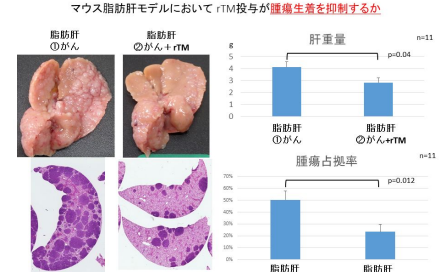 マウス脂肪肝モデルにおいて rTM投与が腫瘍生着を抑制するか
脂肪肝
①がん
脂肪肝
②がん＋rTM
g
肝重量
n=11
p=0.04
5
4
3
2
1
0
脂肪肝
①がん
脂肪肝
②がん+rTM
腫瘍占拠率
n=11
p=0.012
70%
60%
50%
40%
30%
20%
10%
0%
脂肪肝
脂肪肝